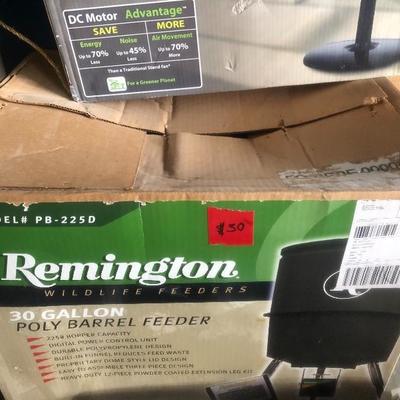 DC Motor Advantage™
SAVE MORE
Energy Noise Air Movement
Up to 70% Up to 45% Up to 70%
Less Less More
Than a Traditional Stand fan*
For a Greener Planet
DEL# PB-225D
$50
Remington
WILDLIFE FEEDERS
30 GALLON
POLY BARREL FEEDER
225# HOPPER CAPACITY
DIGITAL POWER CONTROL UNIT
DURABLE POLYPROPYLENE DESIGN
BUILT-IN FUNNEL REDUCES FEED WASTE
PROPRIETARY DOME STYLE LID DESIGN
EASY TO ASSEMBLE THREE PIECE DESIGN
HEAVY DUTY 12-PIECE POWDER COATED EXTENSION LEG KIT